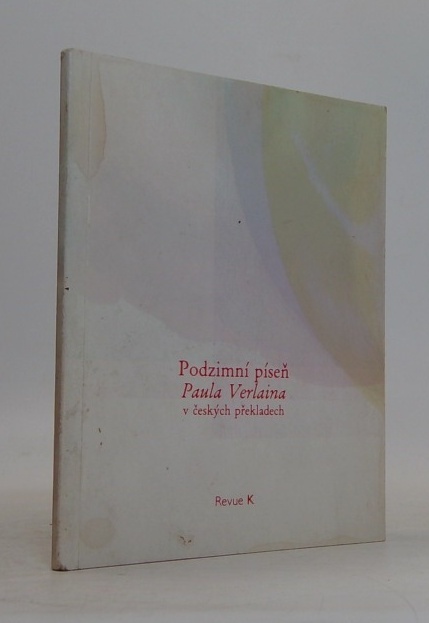 Podzimní píseň
Paula Verlaina
v českých překladech
Revue K